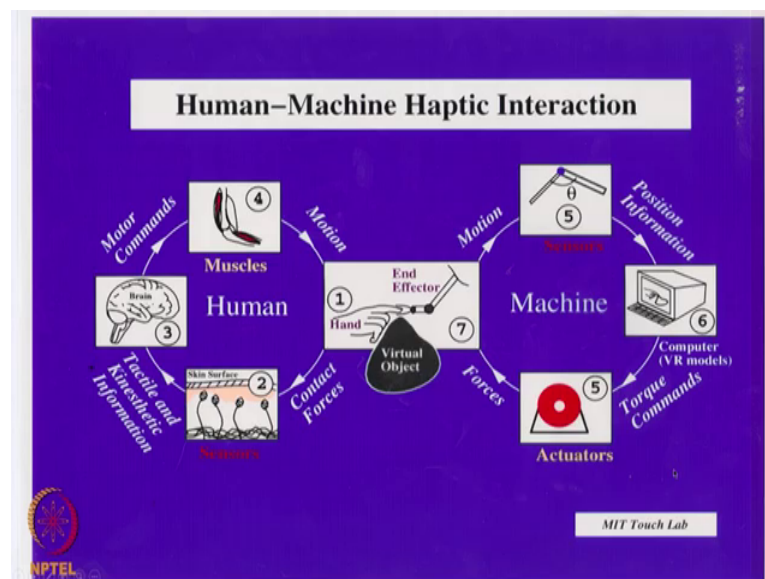 Human–Machine Haptic Interaction
4
Motor
Commands
Muscles
Motion
Brain
3
Human
Tactile and
Kinesthetic
Information
Skin Surface
2
Sensors
Contact
Forces
1
Hand
End
Effector
7
Virtual
Object
Motion
θ
5
Sensors
Position
Information
Machine
6
Computer
(VR models)
Torque
Commands
5
Actuators
Forces
MIT Touch Lab
NPTEL